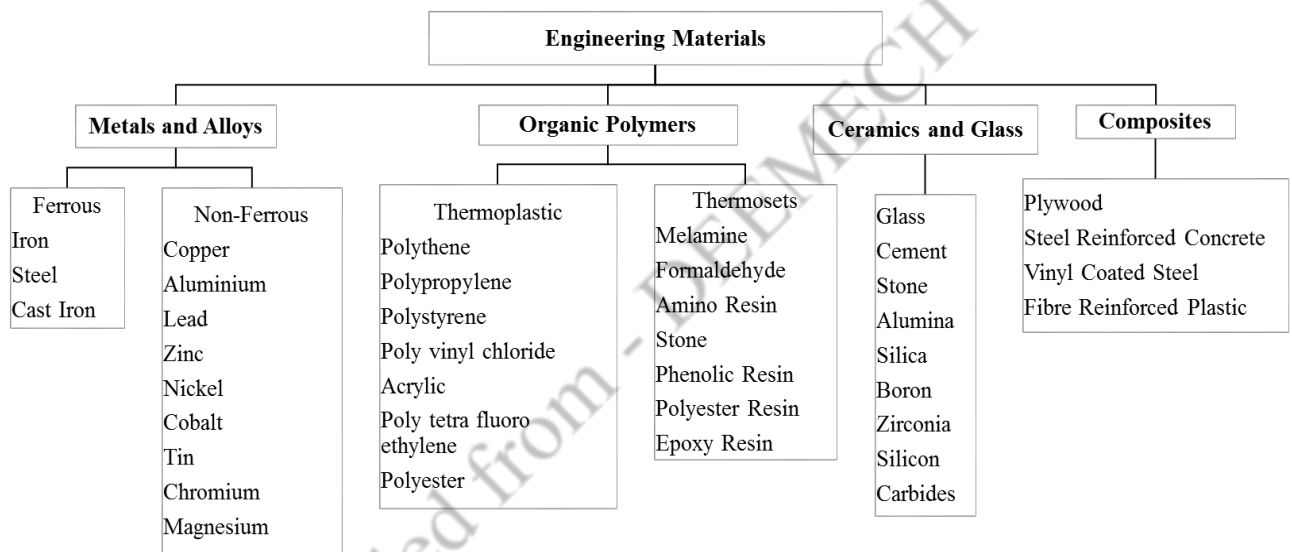 Engineering Materials
Metals and Alloys
Organic Polymers
Ceramics and Glass
Composites
Ferrous
Iron
Steel
Cast Iron
Non-Ferrous
Copper
Aluminium
Lead
Zinc
Nickel
Cobalt
Tin
Chromium
Magnesium
Thermoplastic
Polythene
Polypropylene
Polystyrene
Poly vinyl chloride
Acrylic
Poly tetra fluoro
ethylene
Polyester
Thermosets
Melamine
Formaldehyde
Amino Resin
Stone
Phenolic Resin
Polyester Resin
Epoxy Resin
Glass
Cement
Stone
Alumina
Silica
Boron
Zirconia
Silicon
Carbides
Plywood
Steel Reinforced Concrete
Vinyl Coated Steel
Fibre Reinforced Plastic
from - DEEMECH